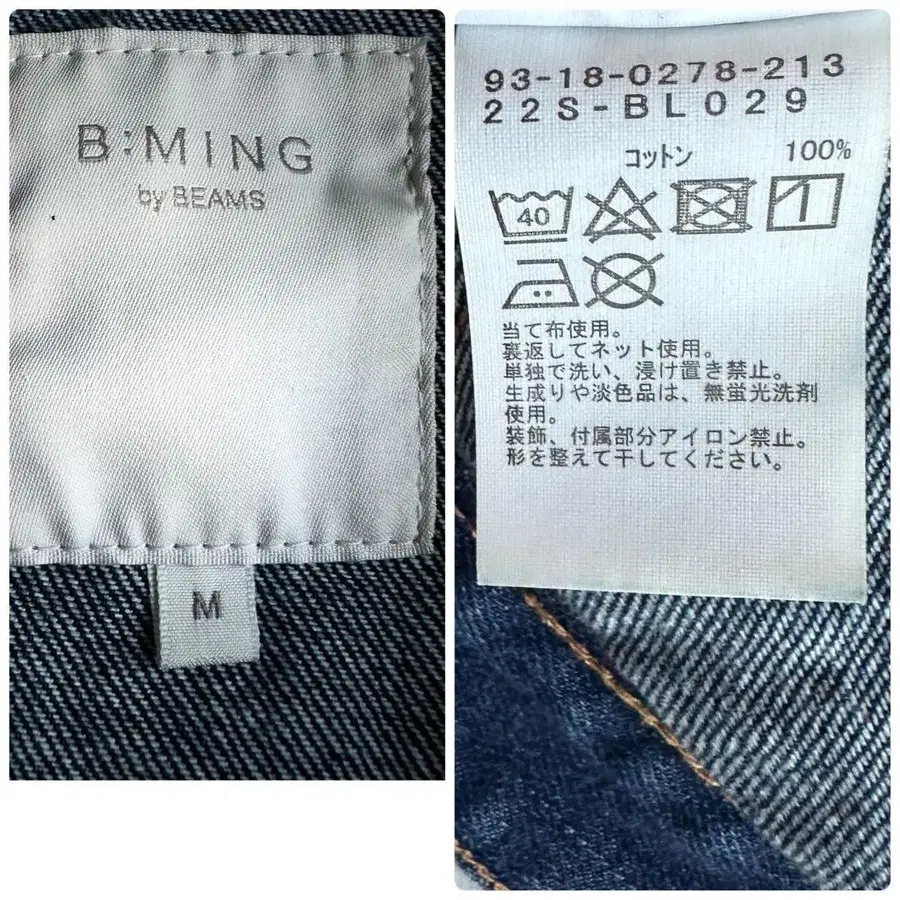 B:MING
by BEAMS
M
93-18-0278-213
22S-BL029
コットン 100%
40
当て布使用。
裏返してネット使用。
単独で洗い、浸け置き禁止。
生成りや淡色品は、無蛍光洗剤
使用。
装飾、付属部分アイロン禁止。
形を整えて干してください。